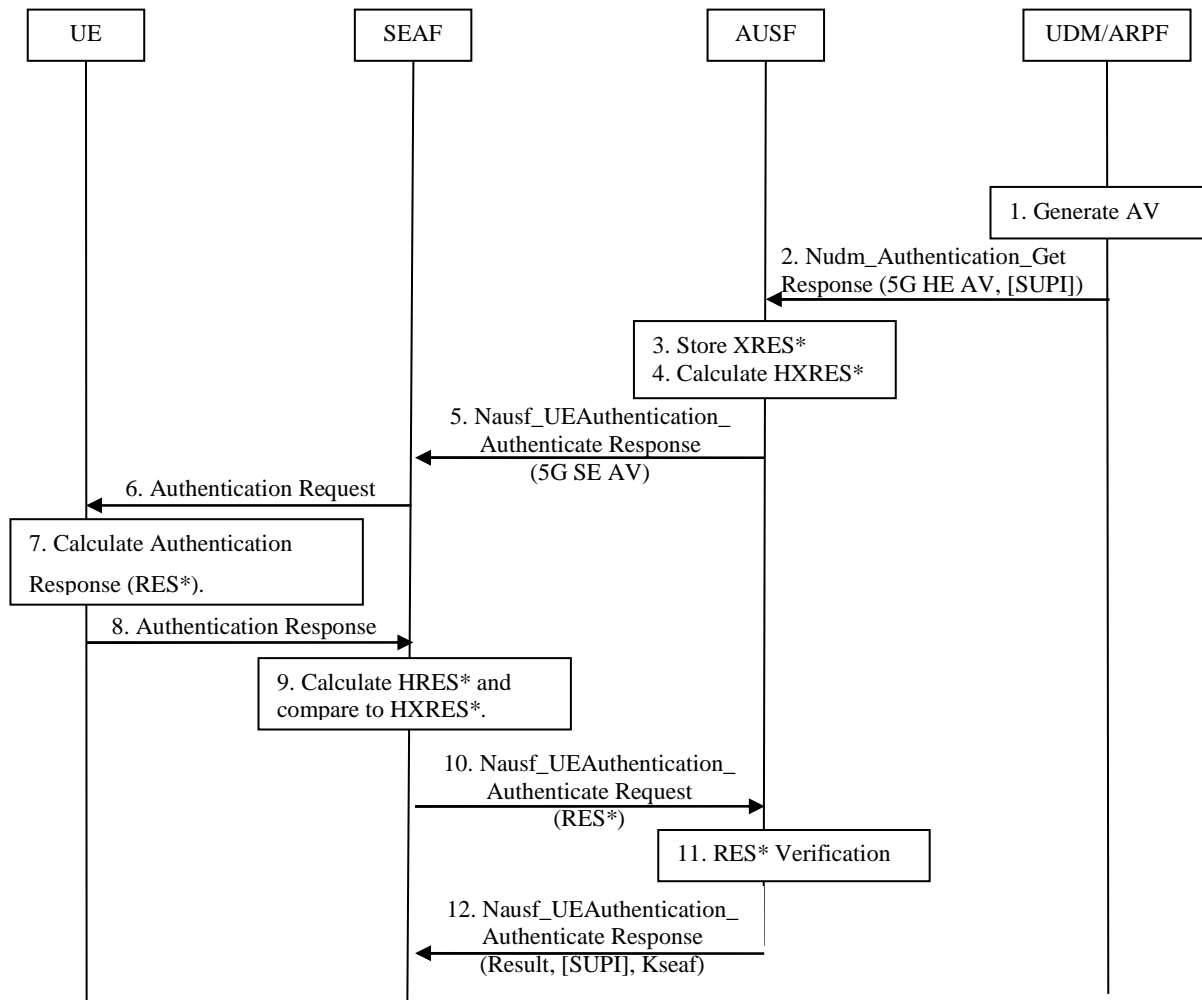 UE
SEAF
AUSF
UDM/ARPF
1. Generate AV
2. Nudm_Authentication_Get
Response (5G HE AV, [SUPI])
3. Store XRES*
4. Calculate HXRES*
5. Nausf_UEAuthentication_
Authenticate Response
(5G SE AV)
6. Authentication Request
7. Calculate Authentication
Response (RES*).
8. Authentication Response
9. Calculate HRES* and
compare to HXRES*.
10. Nausf_UEAuthentication_
Authenticate Request
(RES*)
11. RES* Verification
12. Nausf_UEAuthentication_
Authenticate Response
(Result, [SUPI], Kseaf)